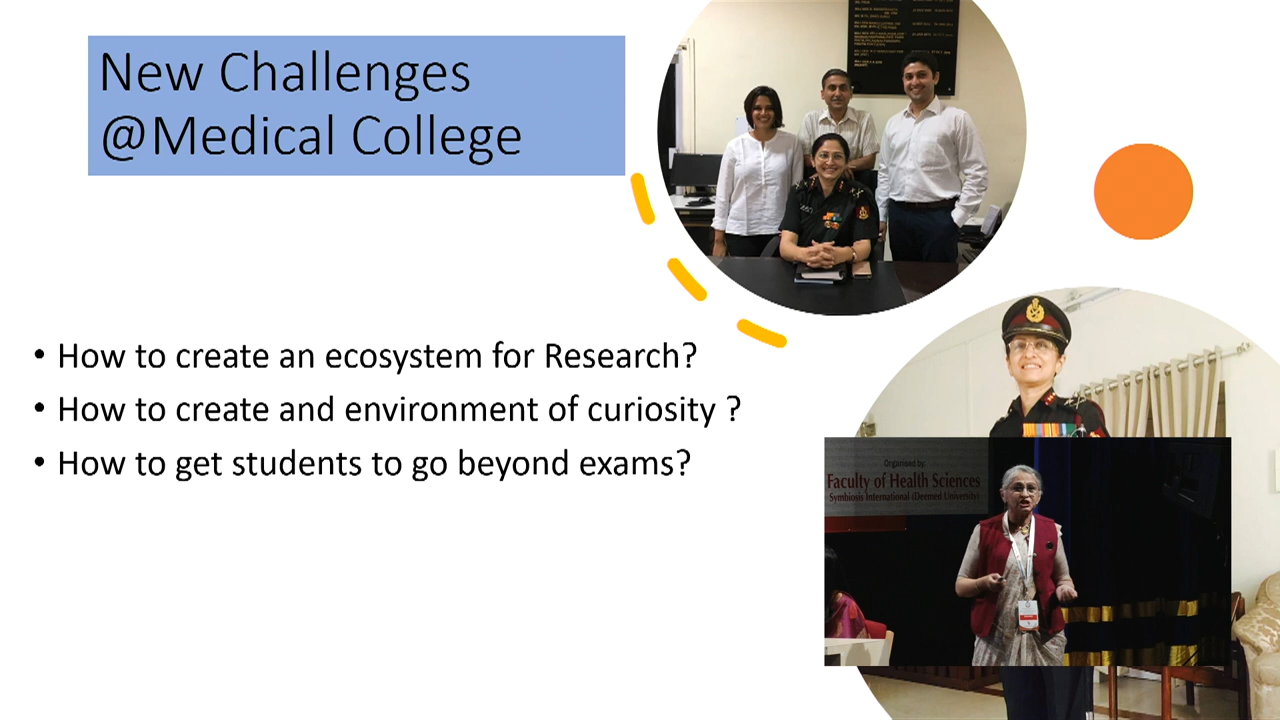 New Challenges
@Medical College
• How to create an ecosystem for Research?
• How to create and environment of curiosity ?
• How to get students to go beyond exams?
Organised by:
Faculty of Health Sciences
Symbiosis International (Deemed University)